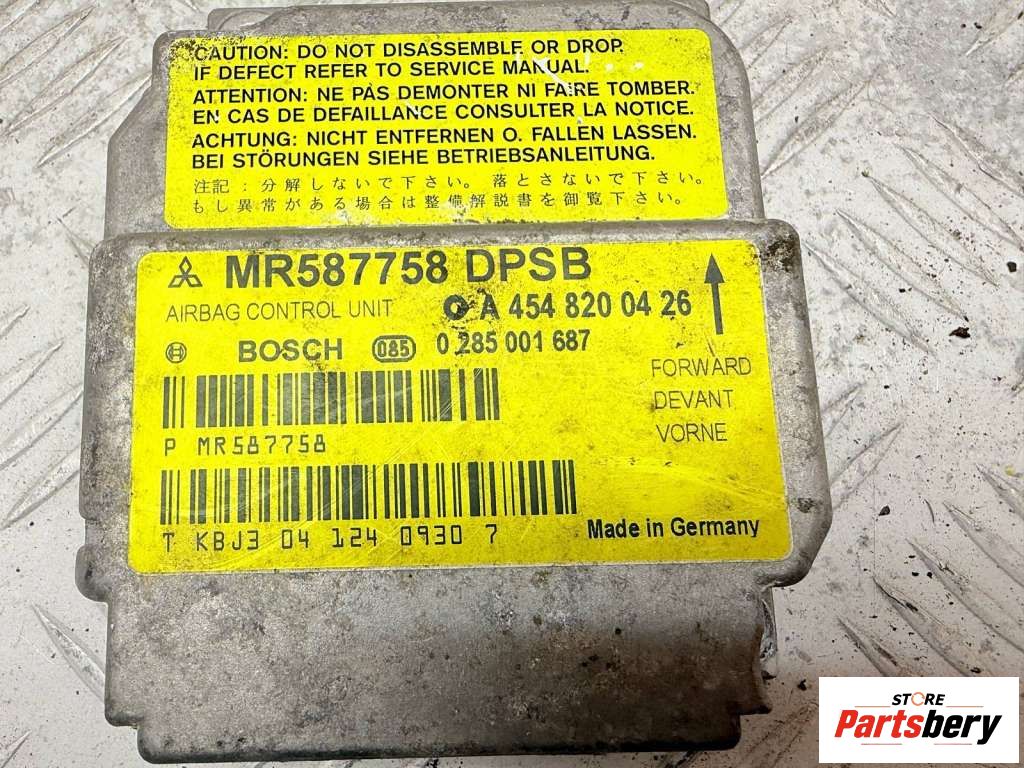 CAUTION: DO NOT DISASSEMBLE OR DROP.
IF DEFECT REFER TO SERVICE MANUAL.
ATTENTION: NE PAS DEMONTER NI FAIRE TOMBER.
EN CAS DE DEFAILLANCE CONSULTER LA NOTICE.
ACHTUNG: NICHT ENTFERNEN O. FALLEN LASSEN.
BEI STÖRUNGEN SIEHE BETRIEBSANLEITUNG.
注記:分解しないで下さい。落とさないで下さい。
もし異常がある場合は整備解説書を御覧下さい。
MR587758 DPSB
AIRBAG CONTROL UNIT A 454 820 04 26
BOSCH 085 0 285 001 687
FORWARD
DEVANT
VORNE
P MR587758
T KBJ3 04 124 0930 7
Made in Germany
STORE
Partsbery